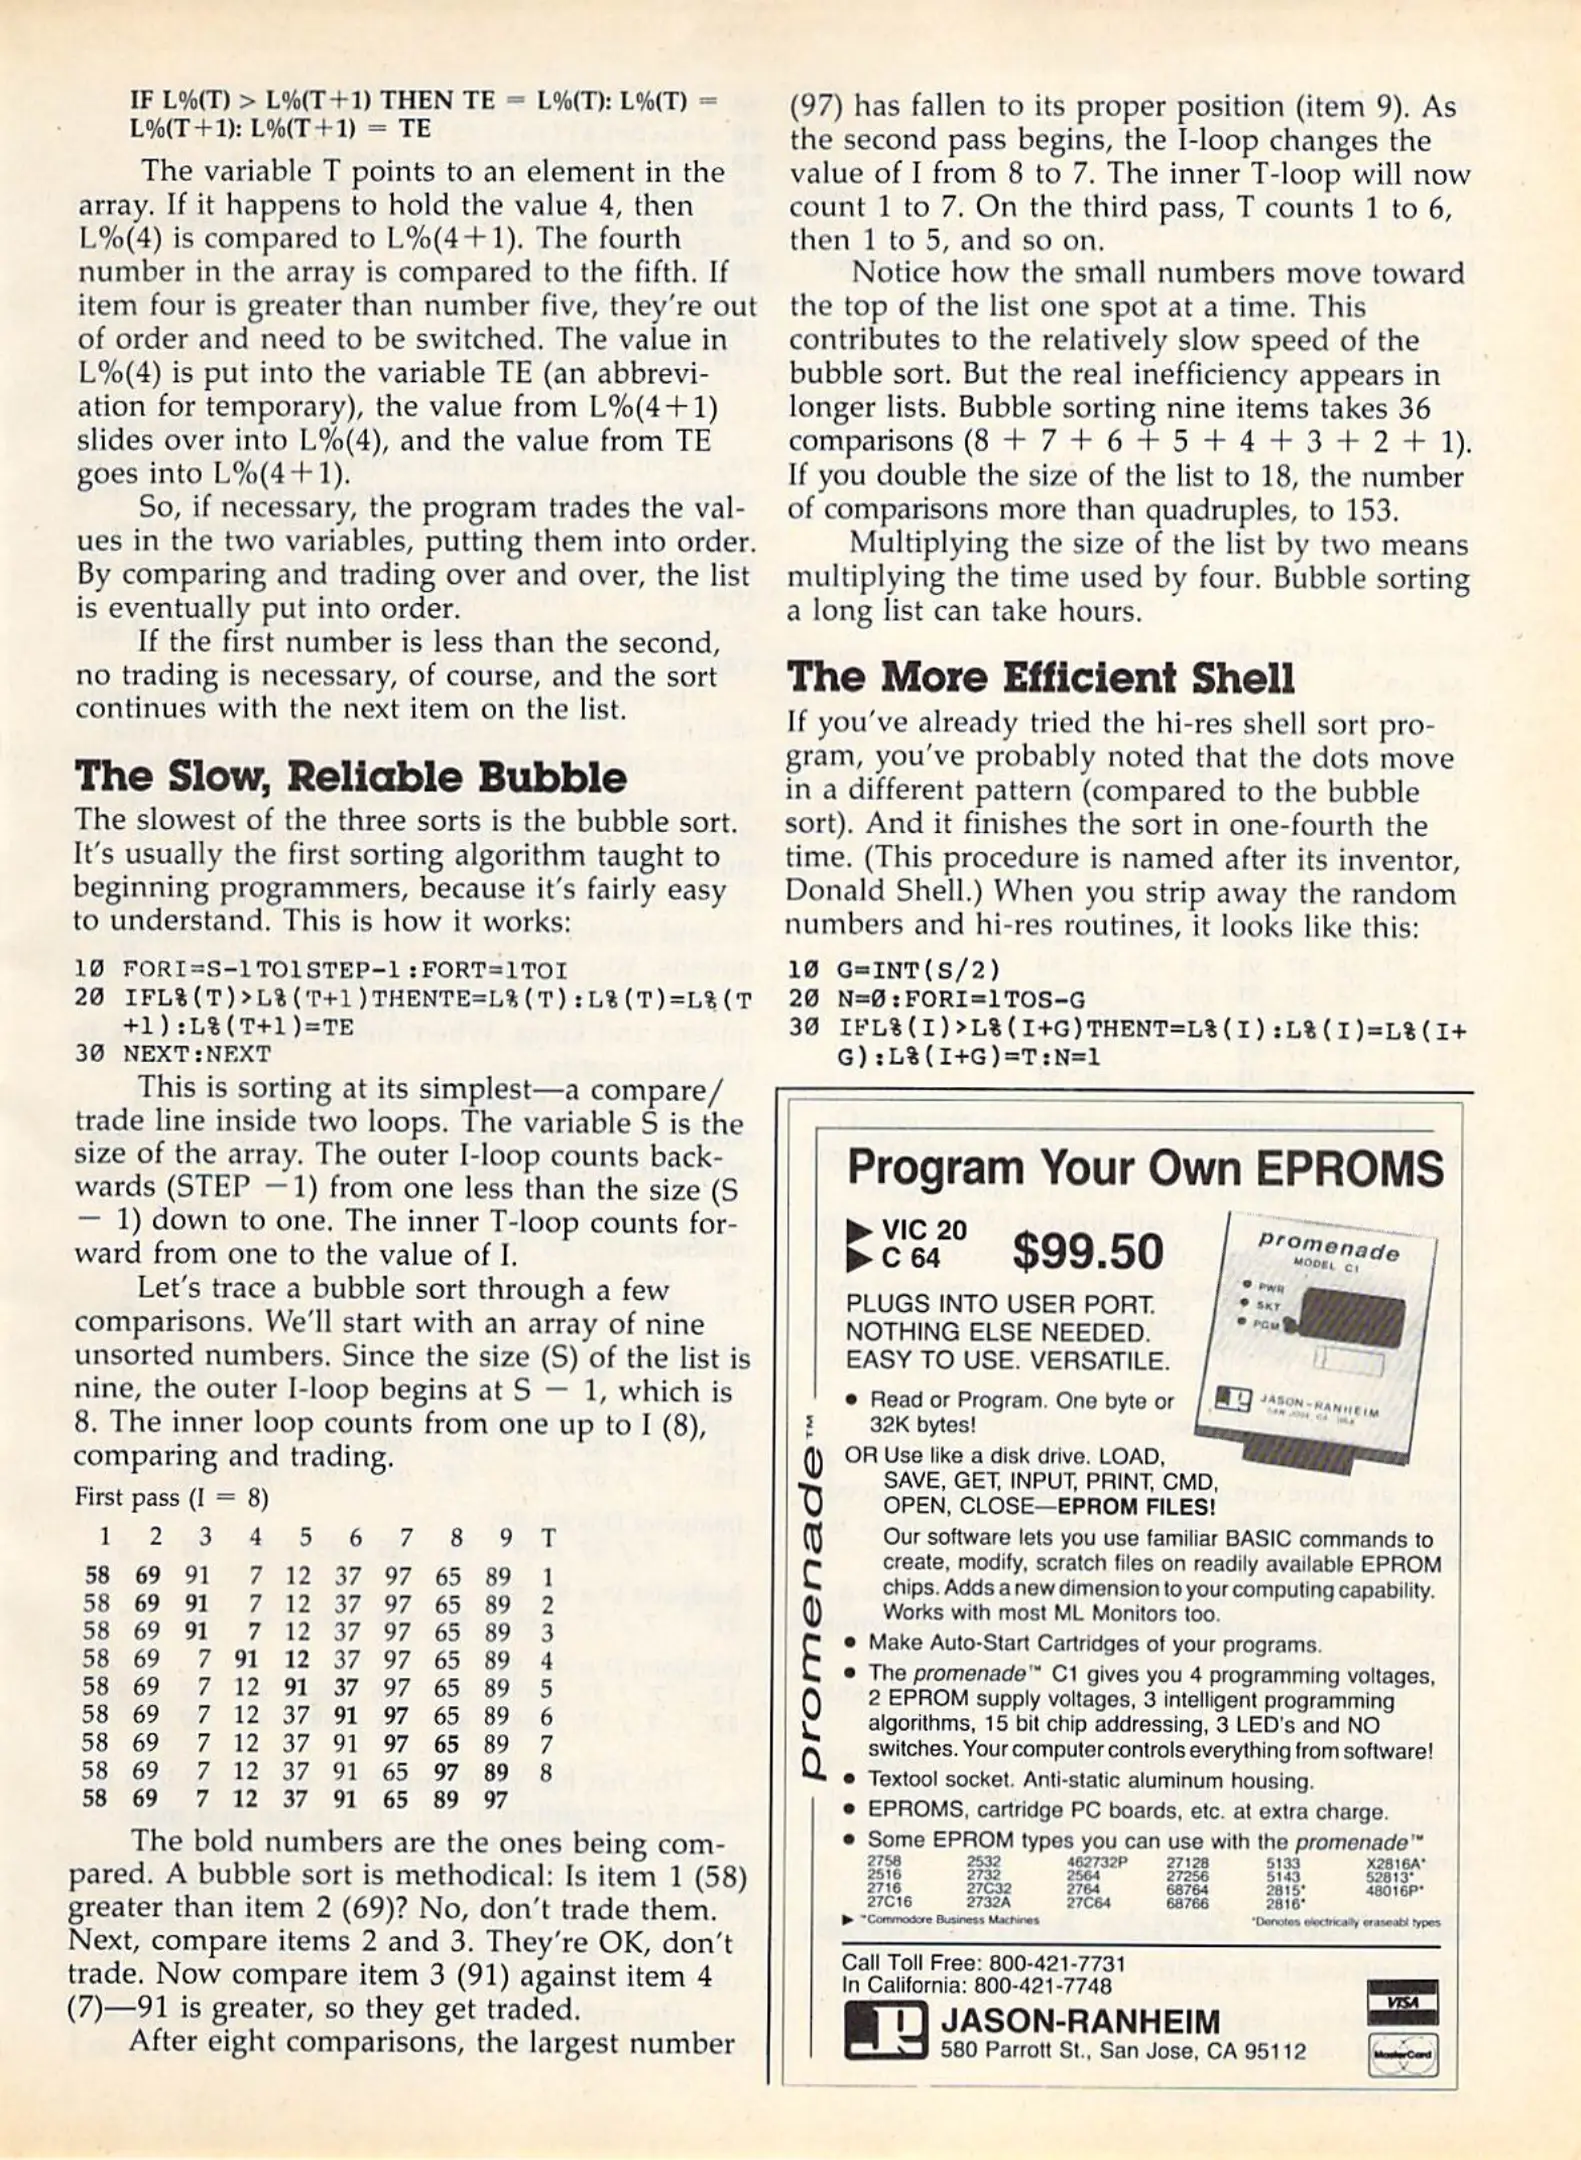 IF L%(T) > L%(T+1) THEN TE = L%(T): L%(T) =
L%(T+1): L%(T+1) = TE
The variable T points to an element in the
array. If it happens to hold the value 4, then
L%(4) is compared to L%(4+1). The fourth
number in the array is compared to the fifth. If
item four is greater than number five, they're out
of order and need to be switched. The value in
L%(4) is put into the variable TE (an abbrevi-
ation for temporary), the value from L%(4+1)
slides over into L%(4), and the value from TE
goes into L%(4+1).
So, if necessary, the program trades the val-
ues in the two variables, putting them into order.
By comparing and trading over and over, the list
is eventually put into order.
If the first number is less than the second,
no trading is necessary, of course, and the sort
continues with the next item on the list.
The Slow, Reliable Bubble
The slowest of the three sorts is the bubble sort.
It's usually the first sorting algorithm taught to
beginning programmers, because it's fairly easy
to understand. This is how it works:
10 FORI=S-1TO1STEP-1:FORT=1TOI
20 IFL%(T)>L%(T+1)THENTE=L%(T):L%(T)=L%(T
+1):L%(T+1)=TE
30 NEXT:NEXT
This is sorting at its simplest—a compare/
trade line inside two loops. The variable S is the
size of the array. The outer I-loop counts back-
wards (STEP −1) from one less than the size (S
− 1) down to one. The inner T-loop counts for-
ward from one to the value of I.
Let's trace a bubble sort through a few
comparisons. We'll start with an array of nine
unsorted numbers. Since the size (S) of the list is
nine, the outer I-loop begins at S − 1, which is
8. The inner loop counts from one up to I (8),
comparing and trading.
First pass (I = 8)
1 2 3 4 5 6 7 8 9 T
58 69 91 7 12 37 97 65 89 1
58 69 91 7 12 37 97 65 89 2
58 69 91 7 12 37 97 65 89 3
58 69 7 91 12 37 97 65 89 4
58 69 7 12 91 37 97 65 89 5
58 69 7 12 37 91 97 65 89 6
58 69 7 12 37 91 97 65 89 7
58 69 7 12 37 91 65 97 89 8
58 69 7 12 37 91 65 89 97
The bold numbers are the ones being com-
pared. A bubble sort is methodical: Is item 1 (58)
greater than item 2 (69)? No, don't trade them.
Next, compare items 2 and 3. They're OK, don't
trade. Now compare item 3 (91) against item 4
(7)—91 is greater, so they get traded.
After eight comparisons, the largest number
(97) has fallen to its proper position (item 9). As
the second pass begins, the I-loop changes the
value of I from 8 to 7. The inner T-loop will now
count 1 to 7. On the third pass, T counts 1 to 6,
then 1 to 5, and so on.
Notice how the small numbers move toward
the top of the list one spot at a time. This
contributes to the relatively slow speed of the
bubble sort. But the real inefficiency appears in
longer lists. Bubble sorting nine items takes 36
comparisons (8 + 7 + 6 + 5 + 4 + 3 + 2 + 1).
If you double the size of the list to 18, the number
of comparisons more than quadruples, to 153.
Multiplying the size of the list by two means
multiplying the time used by four. Bubble sorting
a long list can take hours.
The More Efficient Shell
If you've already tried the hi-res shell sort pro-
gram, you've probably noted that the dots move
in a different pattern (compared to the bubble
sort). And it finishes the sort in one-fourth the
time. (This procedure is named after its inventor,
Donald Shell.) When you strip away the random
numbers and hi-res routines, it looks like this:
10 G=INT(S/2)
20 N=0:FORI=1TOS-G
30 IFL%(I)>L%(I+G)THENT=L%(I):L%(I)=L%(I+
G):L%(I+G)=T:N=1
Program Your Own EPROMS
VIC 20
C 64
$99.50
PLUGS INTO USER PORT.
NOTHING ELSE NEEDED.
EASY TO USE. VERSATILE.
promenade
MODEL C1
PWR
SKT
PGM
JASON-RANHEIM
promenade™
• Read or Program. One byte or
32K bytes!
OR Use like a disk drive. LOAD,
SAVE, GET, INPUT, PRINT, CMD,
OPEN, CLOSE—EPROM FILES!
Our software lets you use familiar BASIC commands to
create, modify, scratch files on readily available EPROM
chips. Adds a new dimension to your computing capability.
Works with most ML Monitors too.
• Make Auto-Start Cartridges of your programs.
• The promenade™ C1 gives you 4 programming voltages,
2 EPROM supply voltages, 3 intelligent programming
algorithms, 15 bit chip addressing, 3 LED's and NO
switches. Your computer controls everything from software!
• Textool socket. Anti-static aluminum housing.
• EPROMS, cartridge PC boards, etc. at extra charge.
• Some EPROM types you can use with the promenade™
2758 2532 462732P 27128 5133 X2816A*
2516 2732 2564 27256 5143 52813*
2716 27C32 2764 68764 2815* 48016P*
27C16 2732A 27C64 68766 2816*
Commodore Business Machines *Denotes electrically eraseabl types
Call Toll Free: 800-421-7731
In California: 800-421-7748
JASON-RANHEIM
580 Parrott St., San Jose, CA 95112
VISA
MasterCard